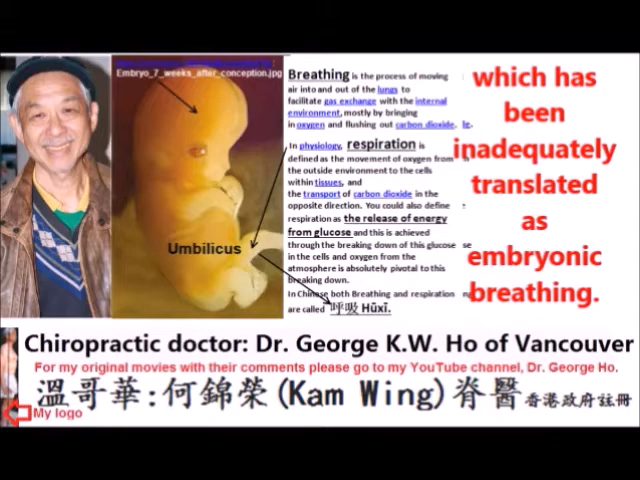 Embryo_7_weeks_after_conception.jpg
Umbilicus
Breathing is the process of moving
air into and out of the lungs to
facilitate gas exchange with the internal
environment, mostly by bringing
in oxygen and flushing out carbon dioxide.
In physiology, respiration is
defined as the movement of oxygen from
the outside environment to the cells
within tissues, and
the transport of carbon dioxide in the
opposite direction. You could also define
respiration as the release of energy
from glucose and this is achieved
through the breaking down of this glucose
in the cells and oxygen from the
atmosphere is absolutely pivotal to this
breaking down.
In Chinese both Breathing and respiration
are called 呼吸 Hūxī.
which has
been
inadequately
translated
as
embryonic
breathing.
Chiropractic doctor: Dr. George K.W. Ho of Vancouver
For my original movies with their comments please go to my YouTube channel, Dr. George Ho.
溫哥華:何錦榮(Kam Wing)脊醫香港政府註冊
My logo